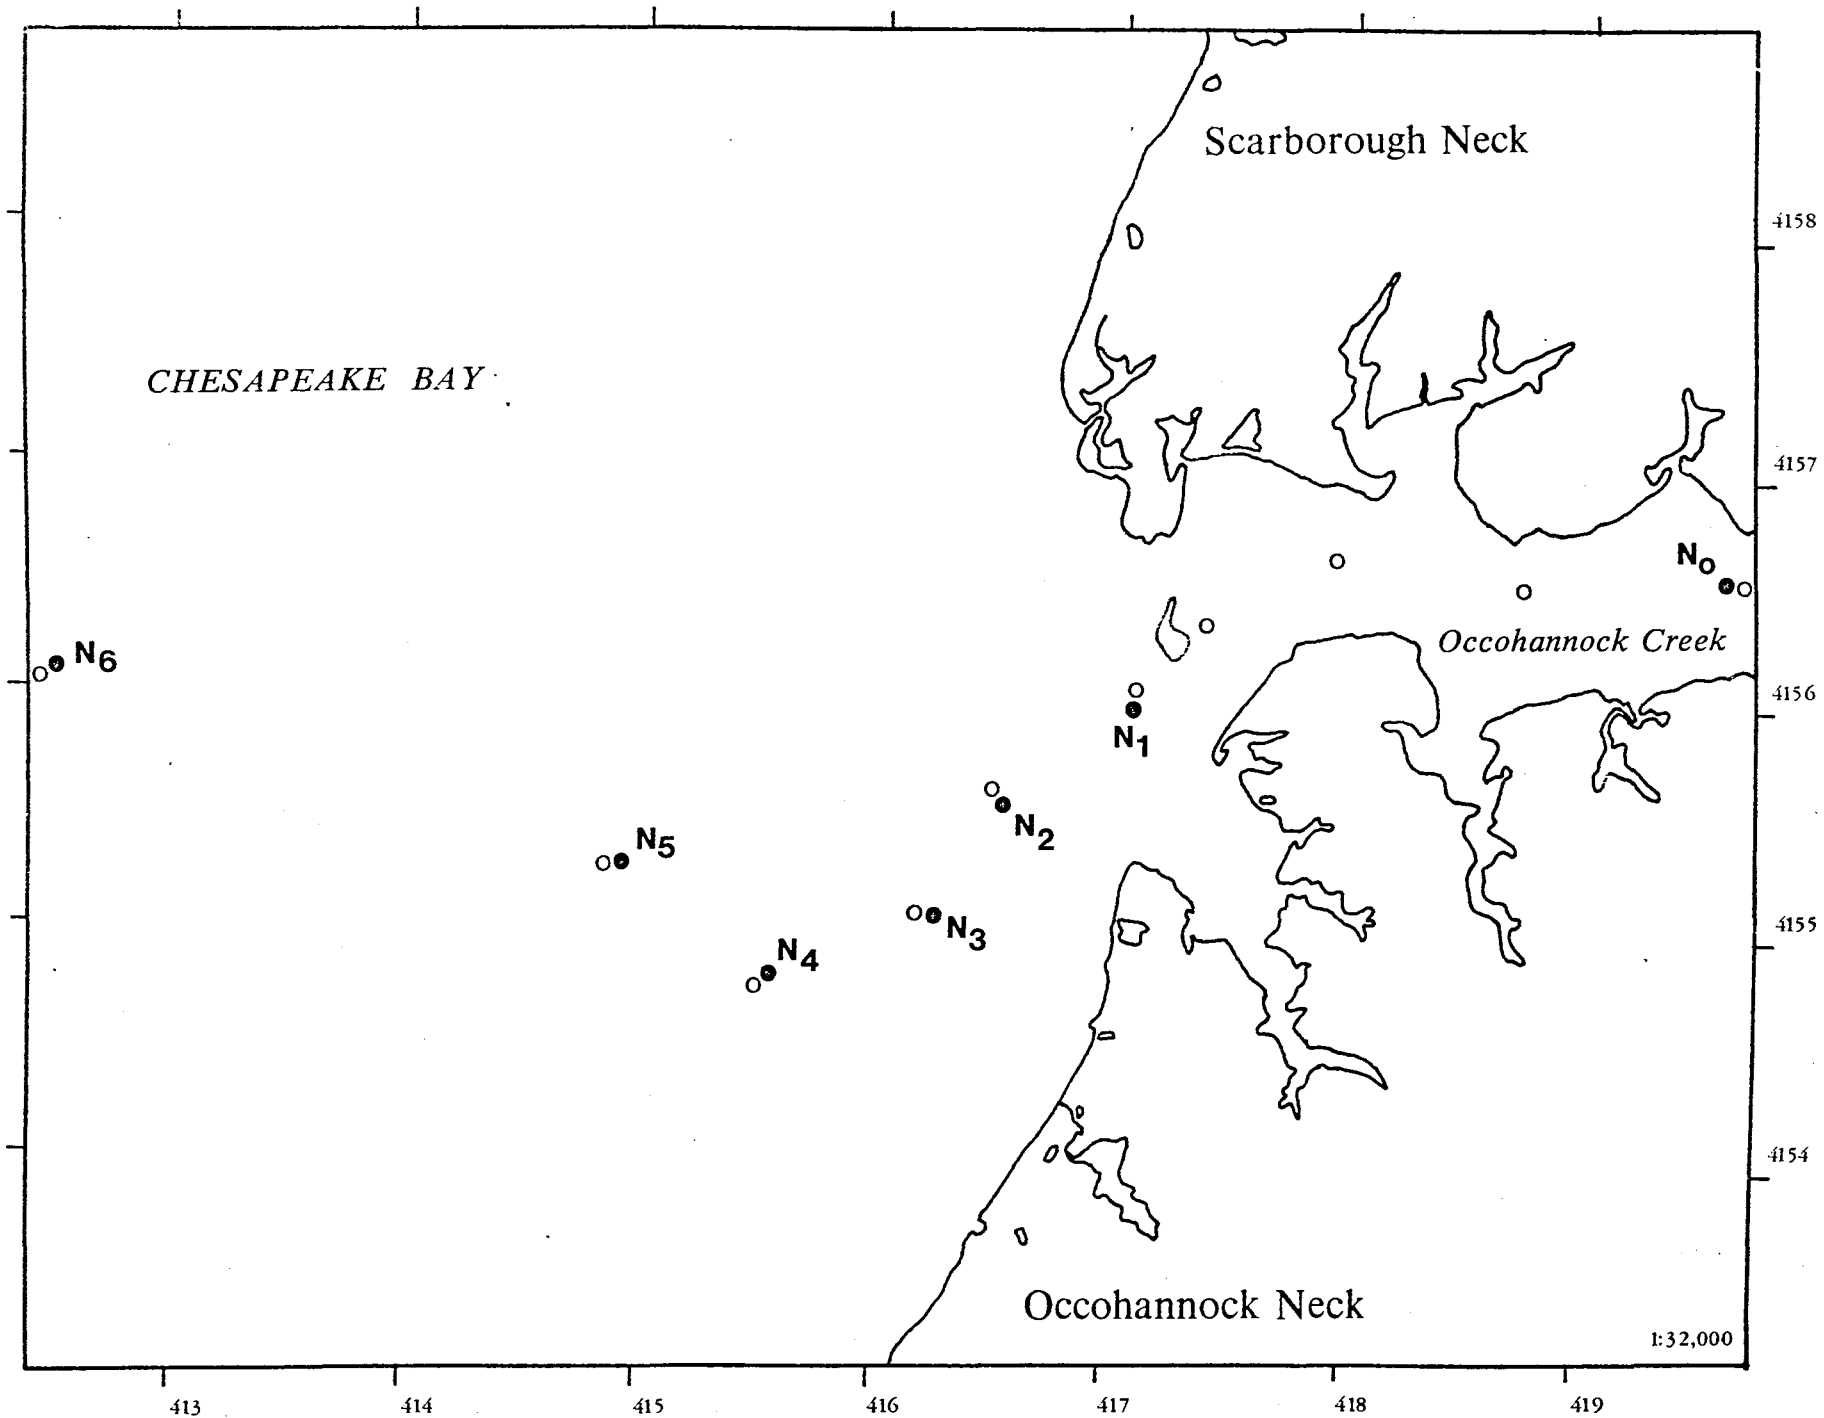 Scarborough Neck
4158
CHESAPEAKE BAY
4157
N0
Occohannock Creek
N6
4156
N1
N2
N5
4155
N3
N4
4154
Occohannock Neck
1:32,000
413 414 415 416 417 418 419